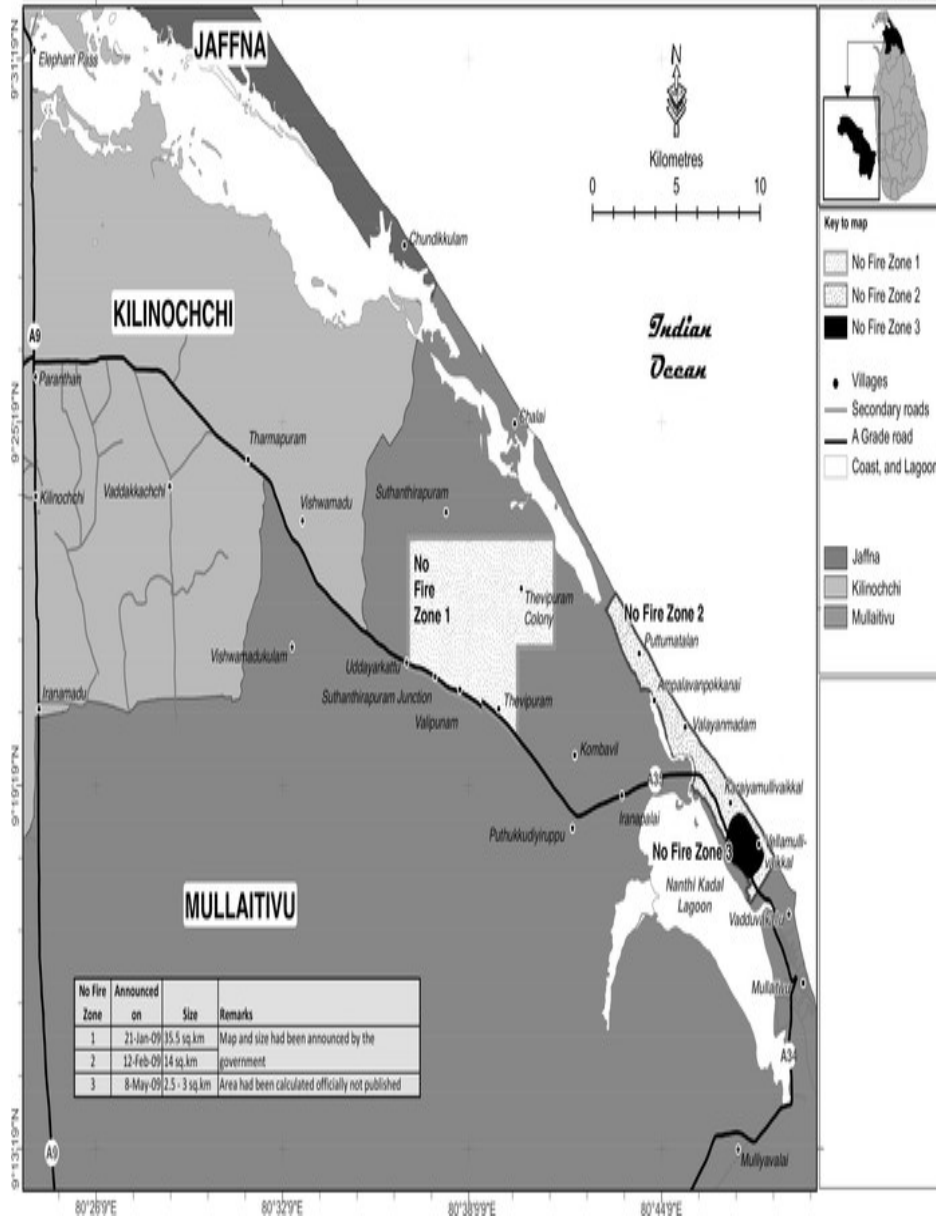 JAFFNA
Elephant Pass
N
Kilometres
0 5 10
Chundikkulam
KILINOCHCHI
Indian
Ocean
A9
Paranthan
Chalai
Tharmapuram
Kilinochchi
Vaddakkachchi
Vishwamadu
Suthanthirapuram
No
Fire
Zone 1
Thevipuram
Colony
No Fire Zone 2
Puttumatalan
Vishwamadukulam
Uddayarkattu
Iranamadu
Suthanthirapuram Junction
Thevipuram
Ampalavanpokkanai
Valipunam
Valayanmadam
Kombavil
Karaiyamullivaikkal
Iranapalai
Puthukkudiyiruppu
No Fire Zone 3
Vellamulli-
vaikkal
Nanthi Kadal
Lagoon
MULLAITIVU
Mullaitivu
A34
Mulliyavalai
A9
No Fire Zone Announced on Size Remarks
1 21-Jan-09 35.5 sq.km Map and size had been announced by the
2 12-Feb-09 14 sq.km government
3 8-May-09 2.5 - 3 sq.km Area had been calculated officially not published
9°31'19"N
9°25'19"N
9°19'19"N
9°13'19"N
80°26'9"E
80°32'9"E
80°38'9"E
80°44'9"E
Key to map
No Fire Zone 1
No Fire Zone 2
No Fire Zone 3
Villages
Secondary roads
A Grade road
Coast, and Lagoon
Jaffna
Kilinochchi
Mullaitivu